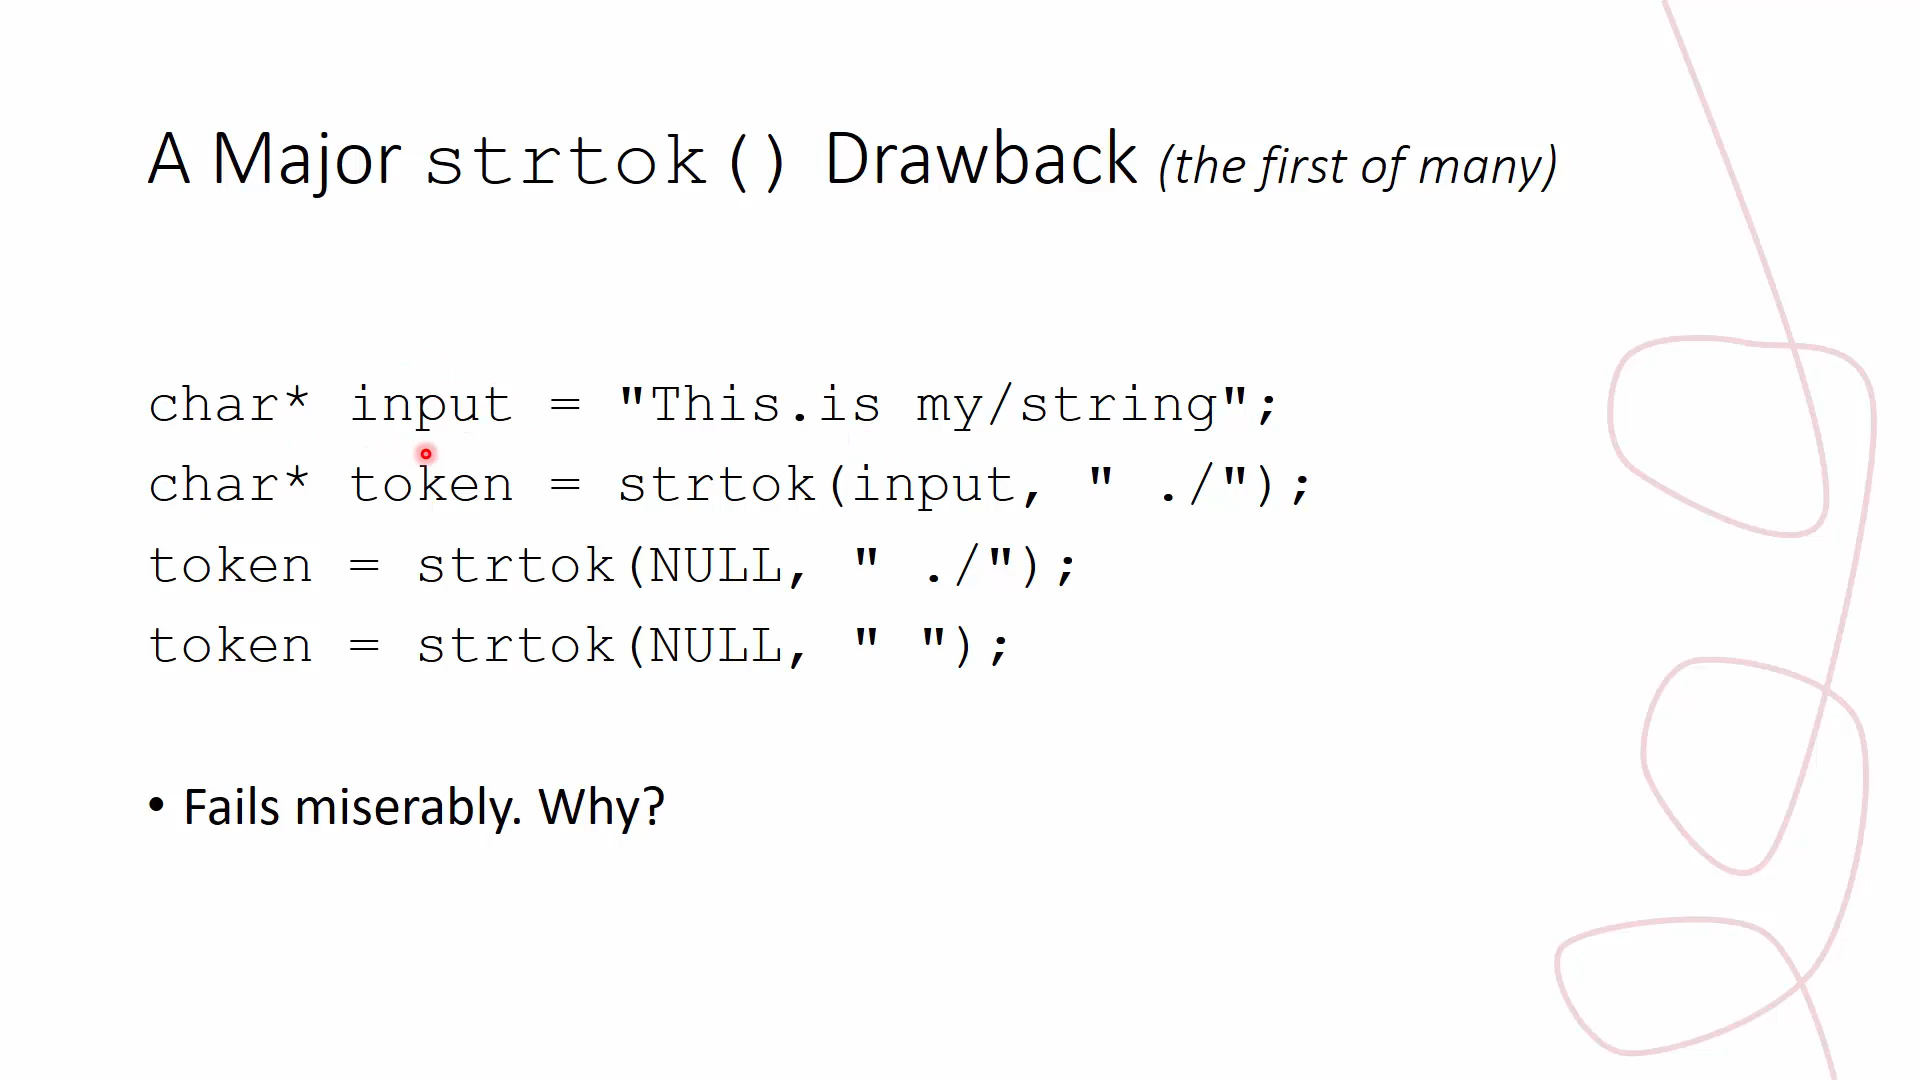 A Major strtok() Drawback (the first of many)
char* input = "This.is my/string";
char* token = strtok(input, " ./");
token = strtok(NULL, " ./");
token = strtok(NULL, " ");
• Fails miserably. Why?